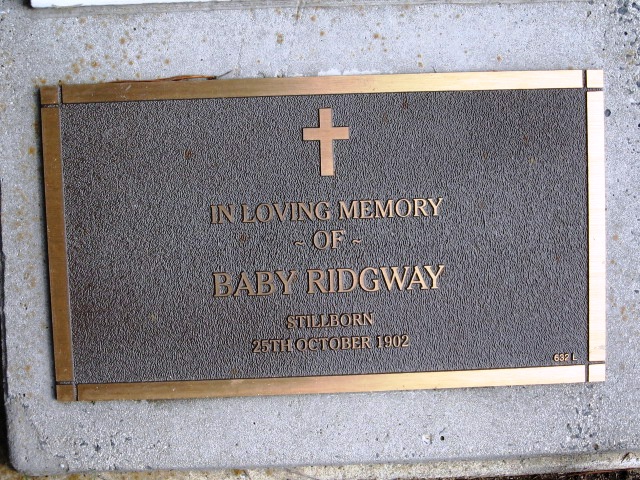 IN LOVING MEMORY
~ OF ~
BABY RIDGWAY
STILLBORN
25TH OCTOBER 1902
632 L